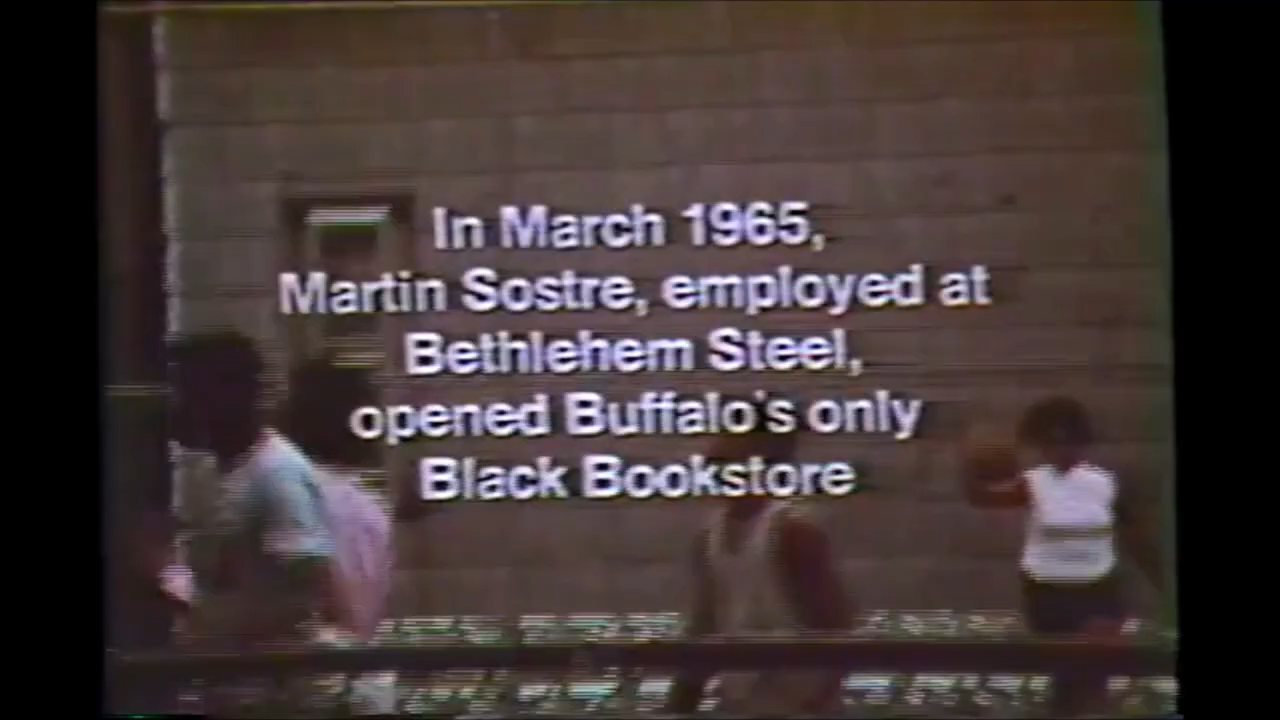 In March 1965,
Martin Sostre, employed at
Bethlehem Steel,
opened Buffalo's only
Black Bookstore